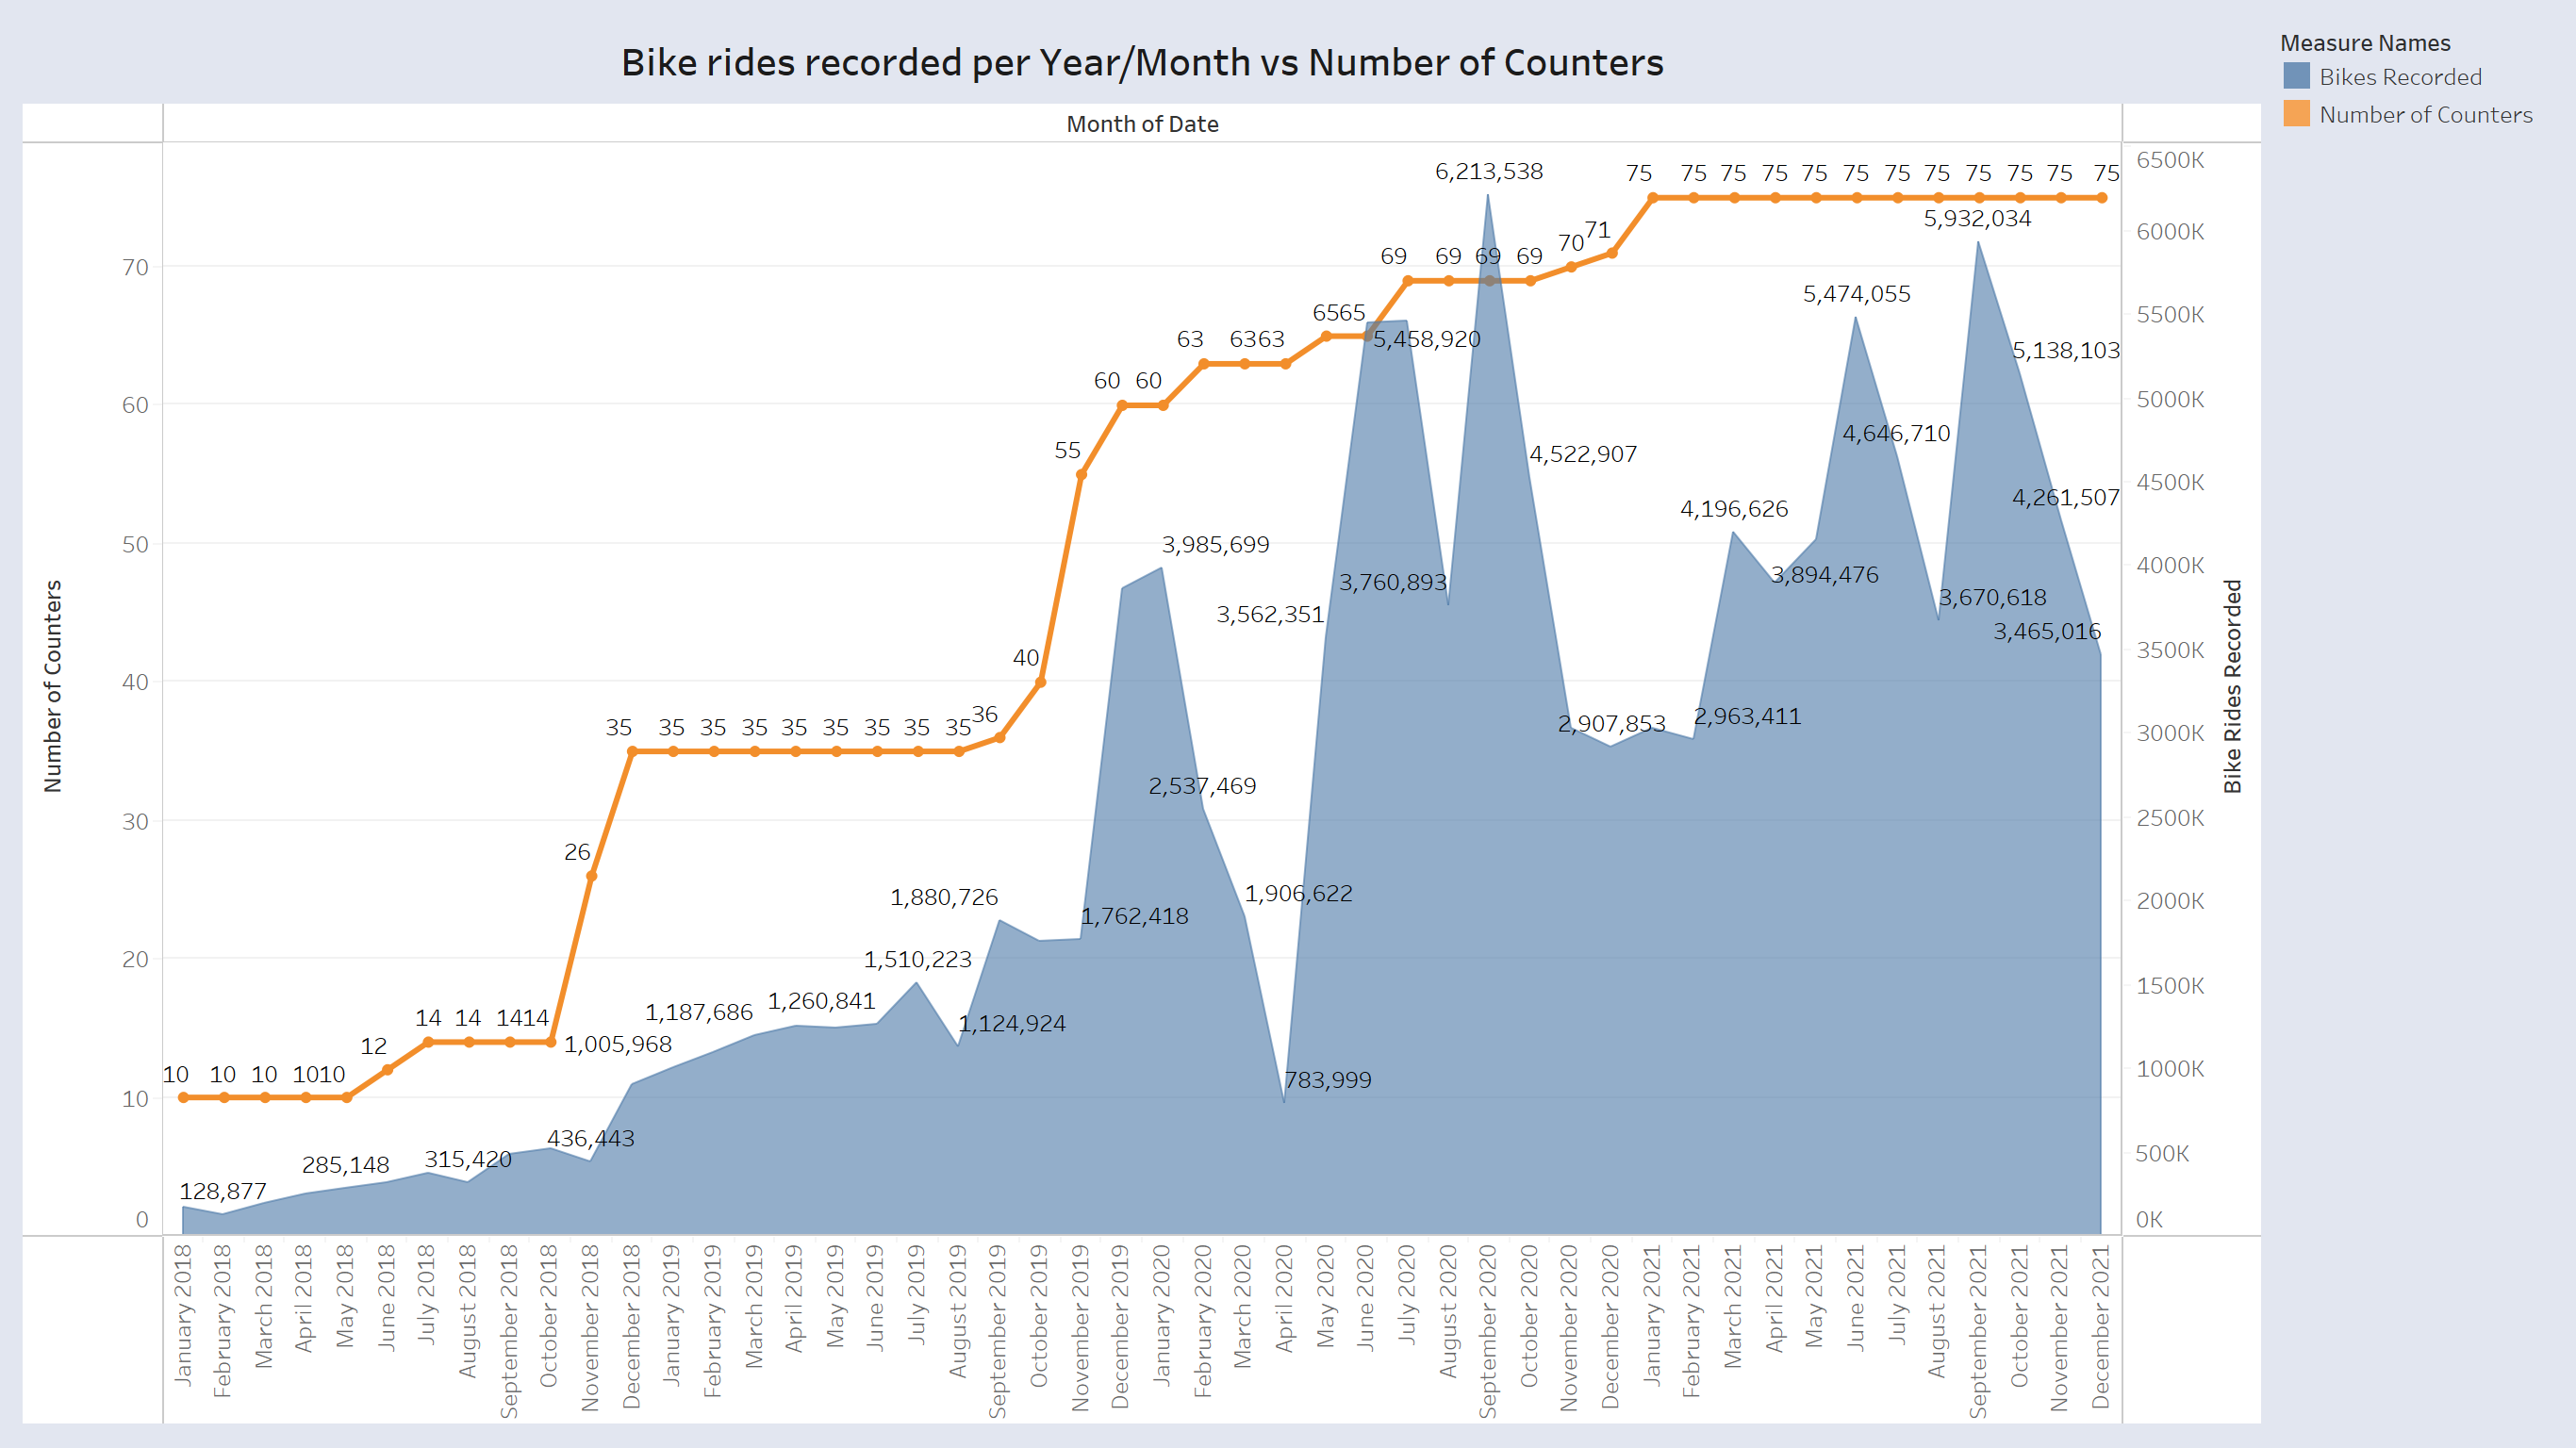 Bike rides recorded per Year/Month vs Number of Counters
Measure Names
Bikes Recorded
Number of Counters
Month of Date
Number of Counters
70
60
50
40
30
20
10
0
10 10 10 10 10 12 14 14 14 14 26 35 35 35 35 35 35 35 35 35 36 40 55 60 60 63 63 63 65 65 69 69 69 69 70 71 75 75 75 75 75 75 75 75 75 75 75 75
128,877
285,148
315,420
436,443
1,005,968
1,187,686
1,260,841
1,510,223
1,124,924
1,880,726
1,762,418
3,985,699
2,537,469
1,906,622
783,999
3,562,351
5,458,920
3,760,893
6,213,538
4,522,907
2,907,853
2,963,411
4,196,626
3,894,476
5,474,055
4,646,710
3,670,618
5,932,034
5,138,103
4,261,507
3,465,016
6500K
6000K
5500K
5000K
4500K
4000K
3500K
3000K
2500K
2000K
1500K
1000K
500K
0K
Bike Rides Recorded
January 2018
February 2018
March 2018
April 2018
May 2018
June 2018
July 2018
August 2018
September 2018
October 2018
November 2018
December 2018
January 2019
February 2019
March 2019
April 2019
May 2019
June 2019
July 2019
August 2019
September 2019
October 2019
November 2019
December 2019
January 2020
February 2020
March 2020
April 2020
May 2020
June 2020
July 2020
August 2020
September 2020
October 2020
November 2020
December 2020
January 2021
February 2021
March 2021
April 2021
May 2021
June 2021
July 2021
August 2021
September 2021
October 2021
November 2021
December 2021